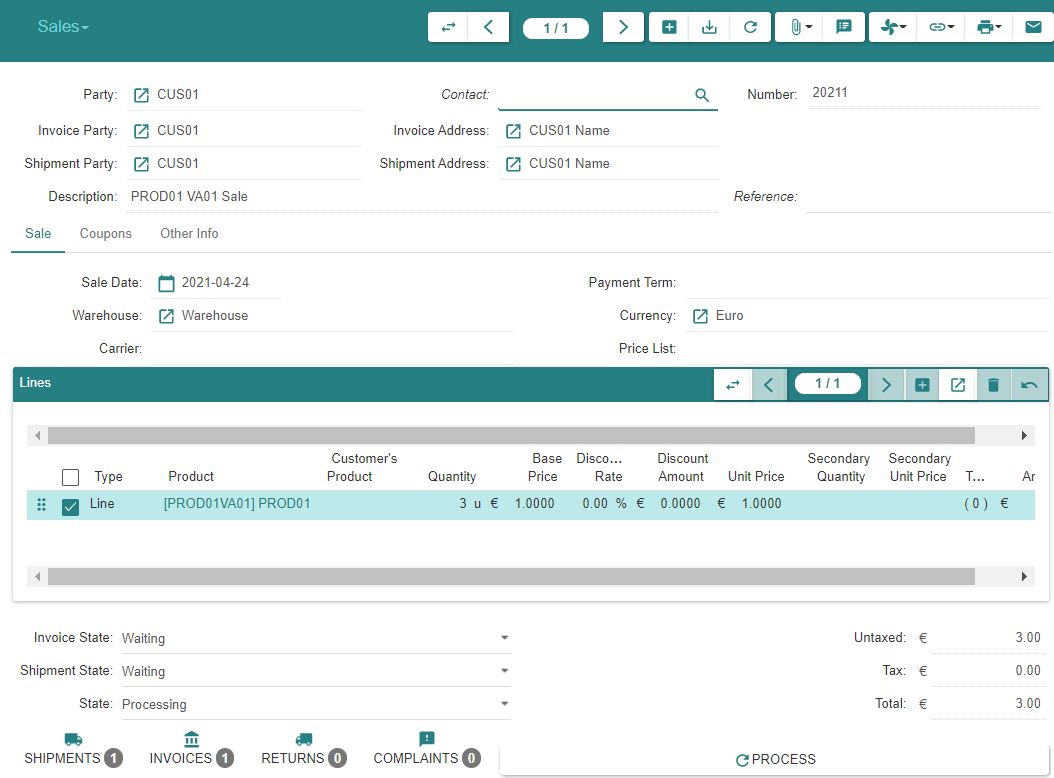 Sales
1 / 1
Party: CUS01 Contact: Number: 20211
Invoice Party: CUS01 Invoice Address: CUS01 Name
Shipment Party: CUS01 Shipment Address: CUS01 Name
Description: PROD01 VA01 Sale Reference:
Sale Coupons Other Info
Sale Date: 2021-04-24 Payment Term:
Warehouse: Warehouse Currency: Euro
Carrier: Price List:
Lines 1 / 1
Customer's Base Disco... Discount Secondary Secondary
Type Product Product Quantity Price Rate Amount Unit Price Quantity Unit Price T... Ar
Line [PROD01VA01] PROD01 3 u € 1.0000 0.00 % € 0.0000 € 1.0000 ( 0 ) €
Invoice State: Waiting Untaxed: € 3.00
Shipment State: Waiting Tax: € 0.00
State: Processing Total: € 3.00
SHIPMENTS 1 INVOICES 1 RETURNS 0 COMPLAINTS 0 PROCESS